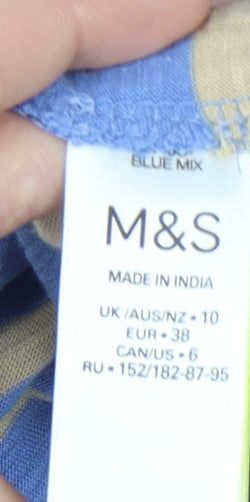 BLUE MIX
M&S
MADE IN INDIA
UK/AUS/NZ • 10
EUR • 38
CAN/US • 6
RU • 152/182-87-95